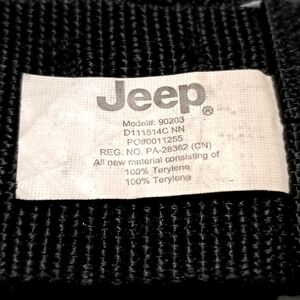 Jeep®
Model#: 90203
D111514C NN
PO#0011255
REG. NO. PA-28362 (CN)
All new material consisting of
100% Terylene
100% Terylene